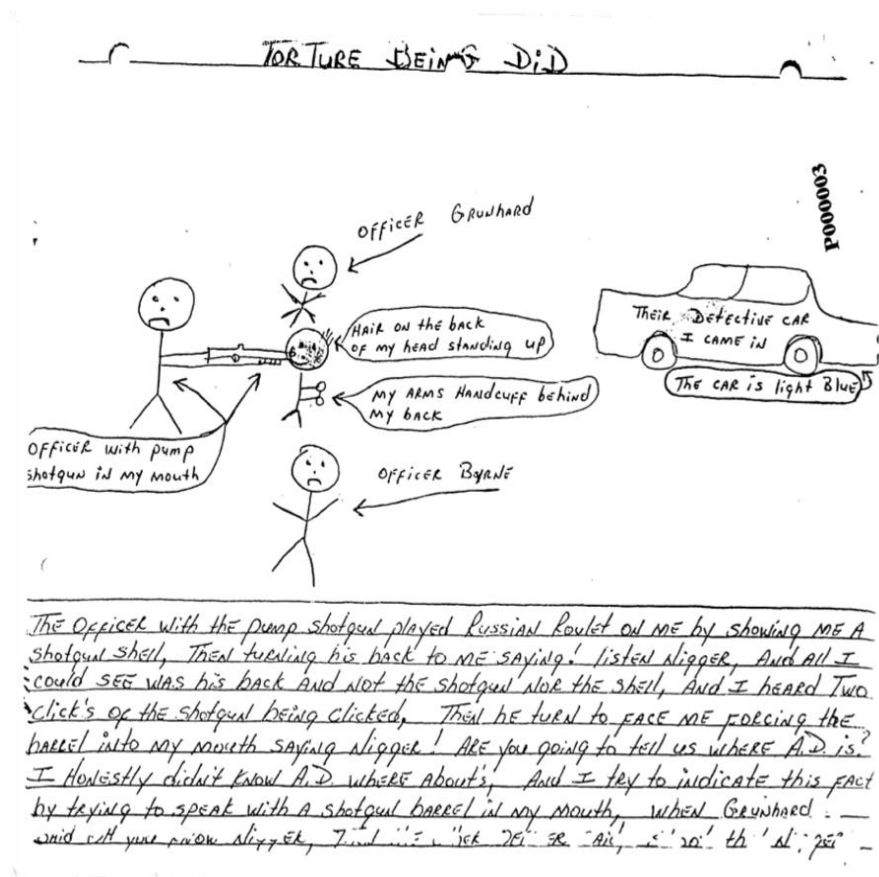 TORTURE BEING DID
P0000003
OFFICER GRUNHARD
HAIR ON THE BACK
OF MY HEAD STANDING UP
THEIR DETECTIVE CAR
I CAME IN
THE CAR IS light Blue
MY ARMS HANDCUFF behind
MY BACK
OFFICER with pump
shotgun in MY MOUTH
OFFICER BYRNE
THE OFFICER with the pump shotgun played Russian Roulet ON ME by showing ME A
shotgun shell, THEN turning his back to ME SAYING! listen Nigger, And All I
could SEE WAS his back AND NOT the shotgun NOR the shell, And I heard Two
click's of the shotgun being clicked, Then he turn to FACE ME FORCING the
barrel into my mouth saying Nigger! ARE you going to tell us where A.D. is?
I Honestly didn't know A.D. where About's, And I try to indicate this FACT
by trying to speak with A shotgun barrel in my mouth, when GRUNHARD
said you know Nigger,